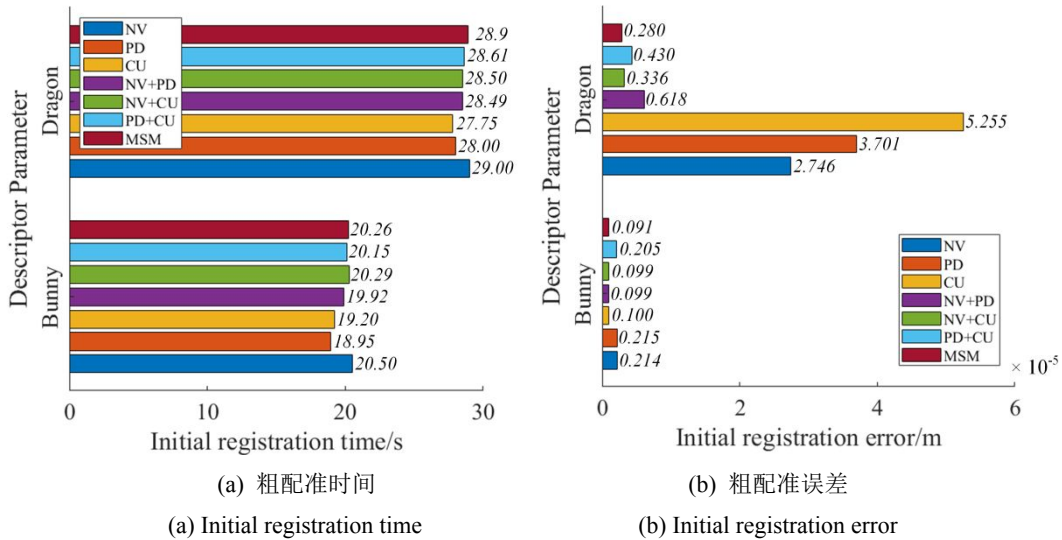 NV
PD
CU
NV+PD
NV+CU
PD+CU
MSM
28.9
28.61
28.50
28.49
27.75
28.00
29.00
20.26
20.15
20.29
19.92
19.20
18.95
20.50
Descriptor Parameter
Dragon
Bunny
0 10 20 30
Initial registration time/s
(a) 粗配准时间
(a) Initial registration time
0.280
0.430
0.336
0.618
5.255
3.701
2.746
0.091
0.205
0.099
0.099
0.100
0.215
0.214
Descriptor Parameter
Dragon
Bunny
NV
PD
CU
NV+PD
NV+CU
PD+CU
MSM
× 10-5
0 2 4 6
Initial registration error/m
(b) 粗配准误差
(b) Initial registration error